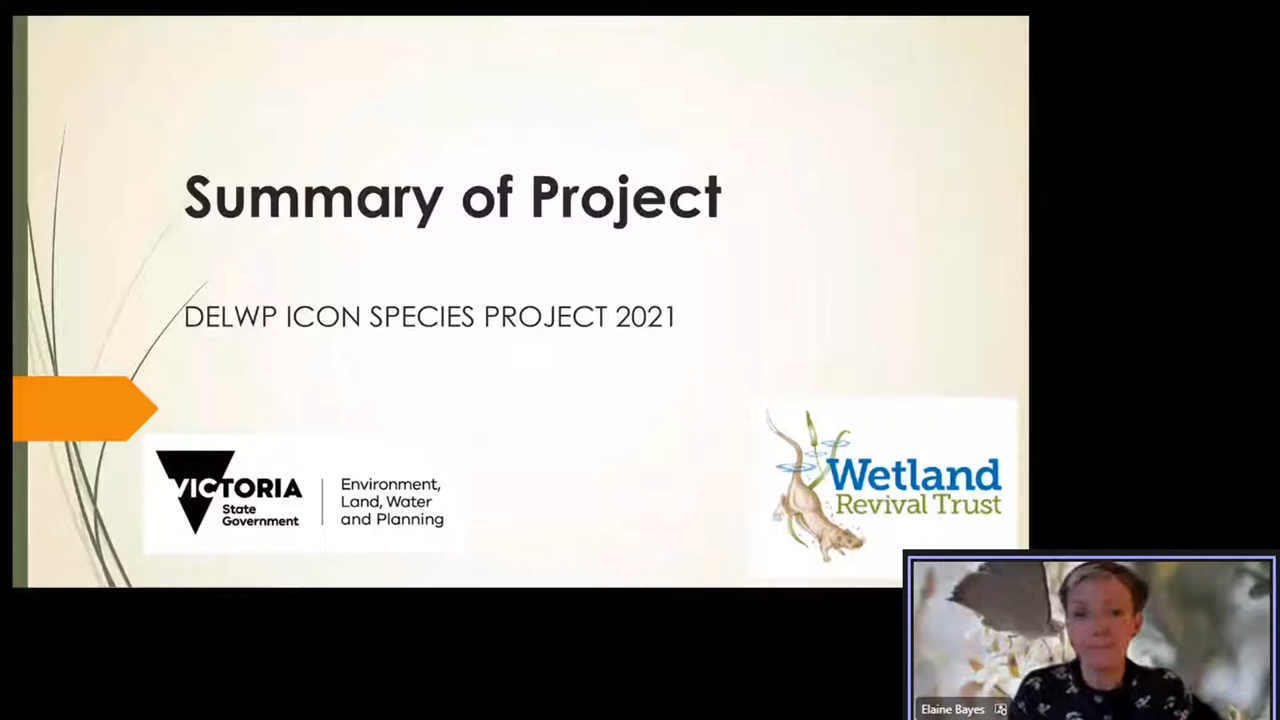 Summary of Project
DELWP ICON SPECIES PROJECT 2021
VICTORIA
State
Government
Environment,
Land, Water
and Planning
Wetland
Revival Trust
Elaine Bayes